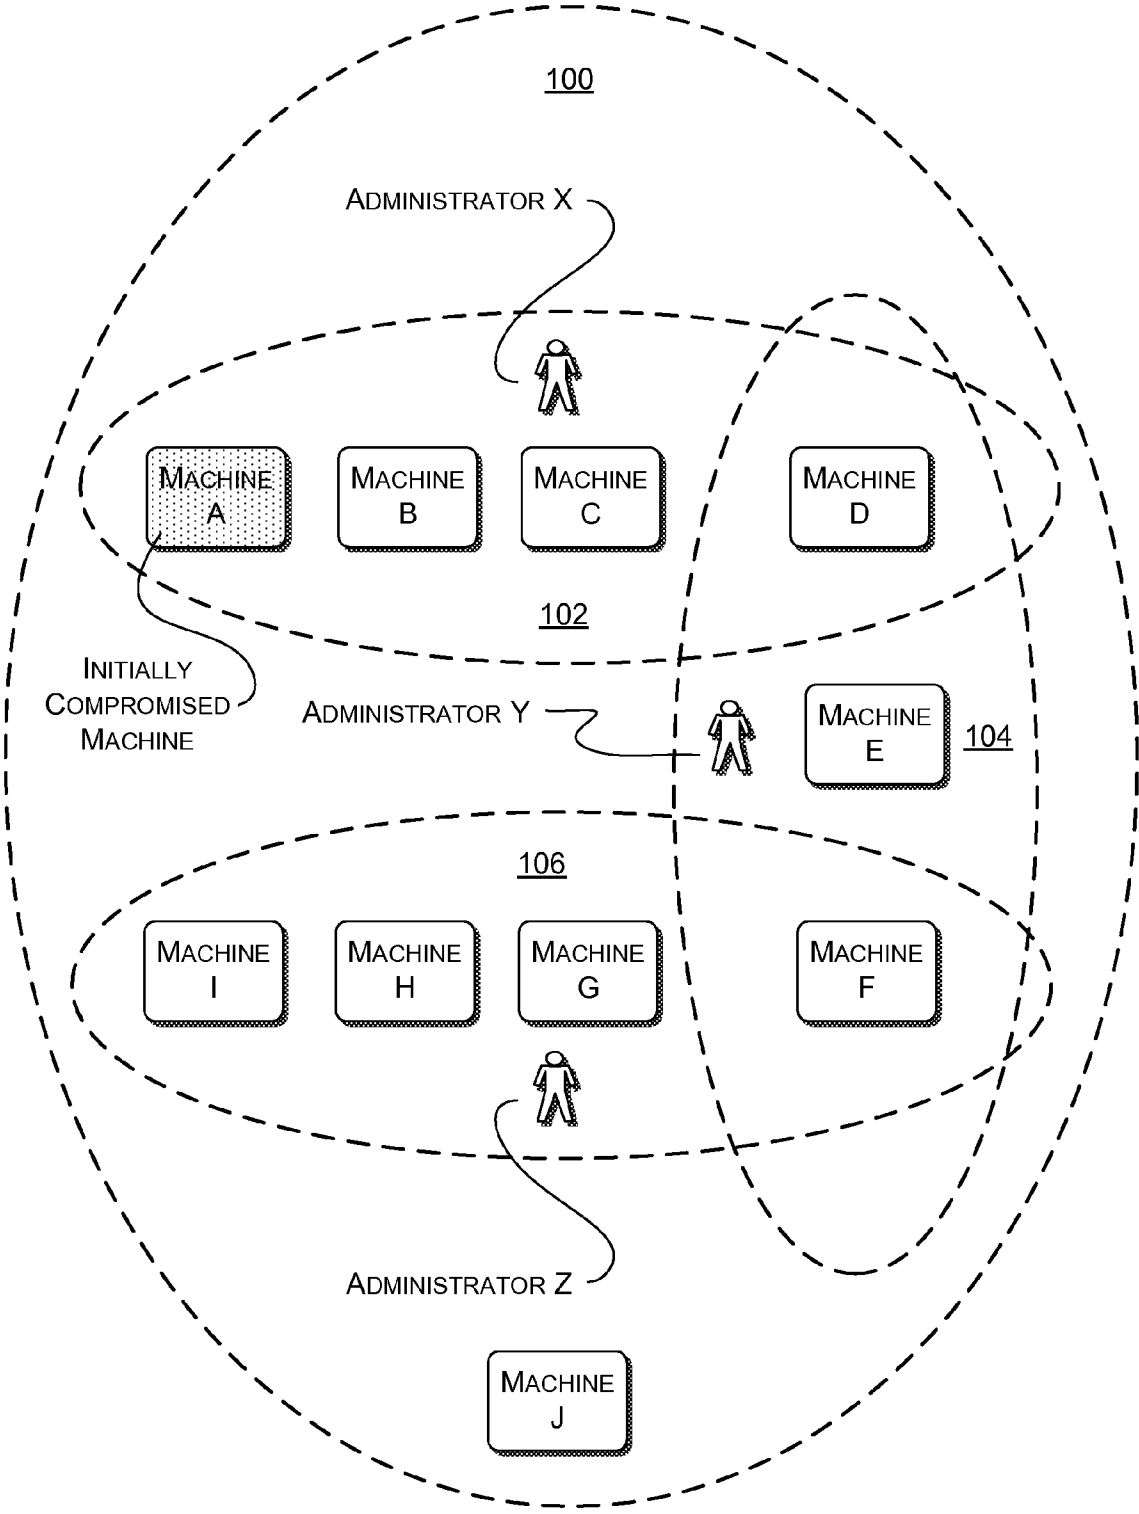 100
ADMINISTRATOR X
MACHINE
A
MACHINE
B
MACHINE
C
MACHINE
D
102
INITIALLY
COMPROMISED
MACHINE
ADMINISTRATOR Y
MACHINE
E
104
106
MACHINE
I
MACHINE
H
MACHINE
G
MACHINE
F
ADMINISTRATOR Z
MACHINE
J